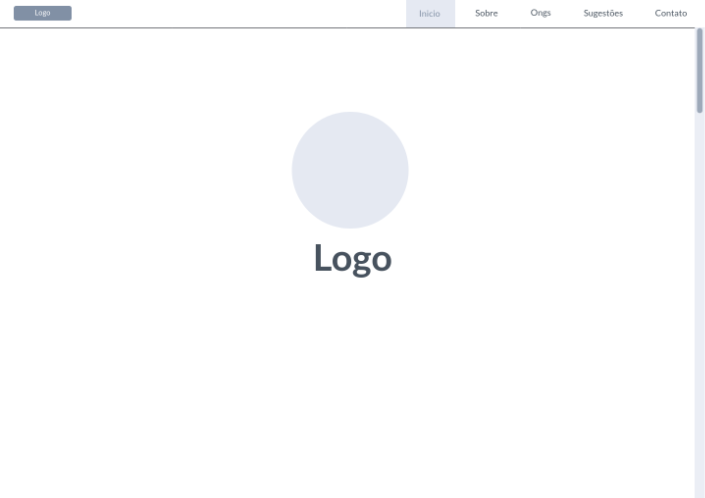 Logo
Inicio
Sobre
Ongs
Sugestões
Contato
Logo